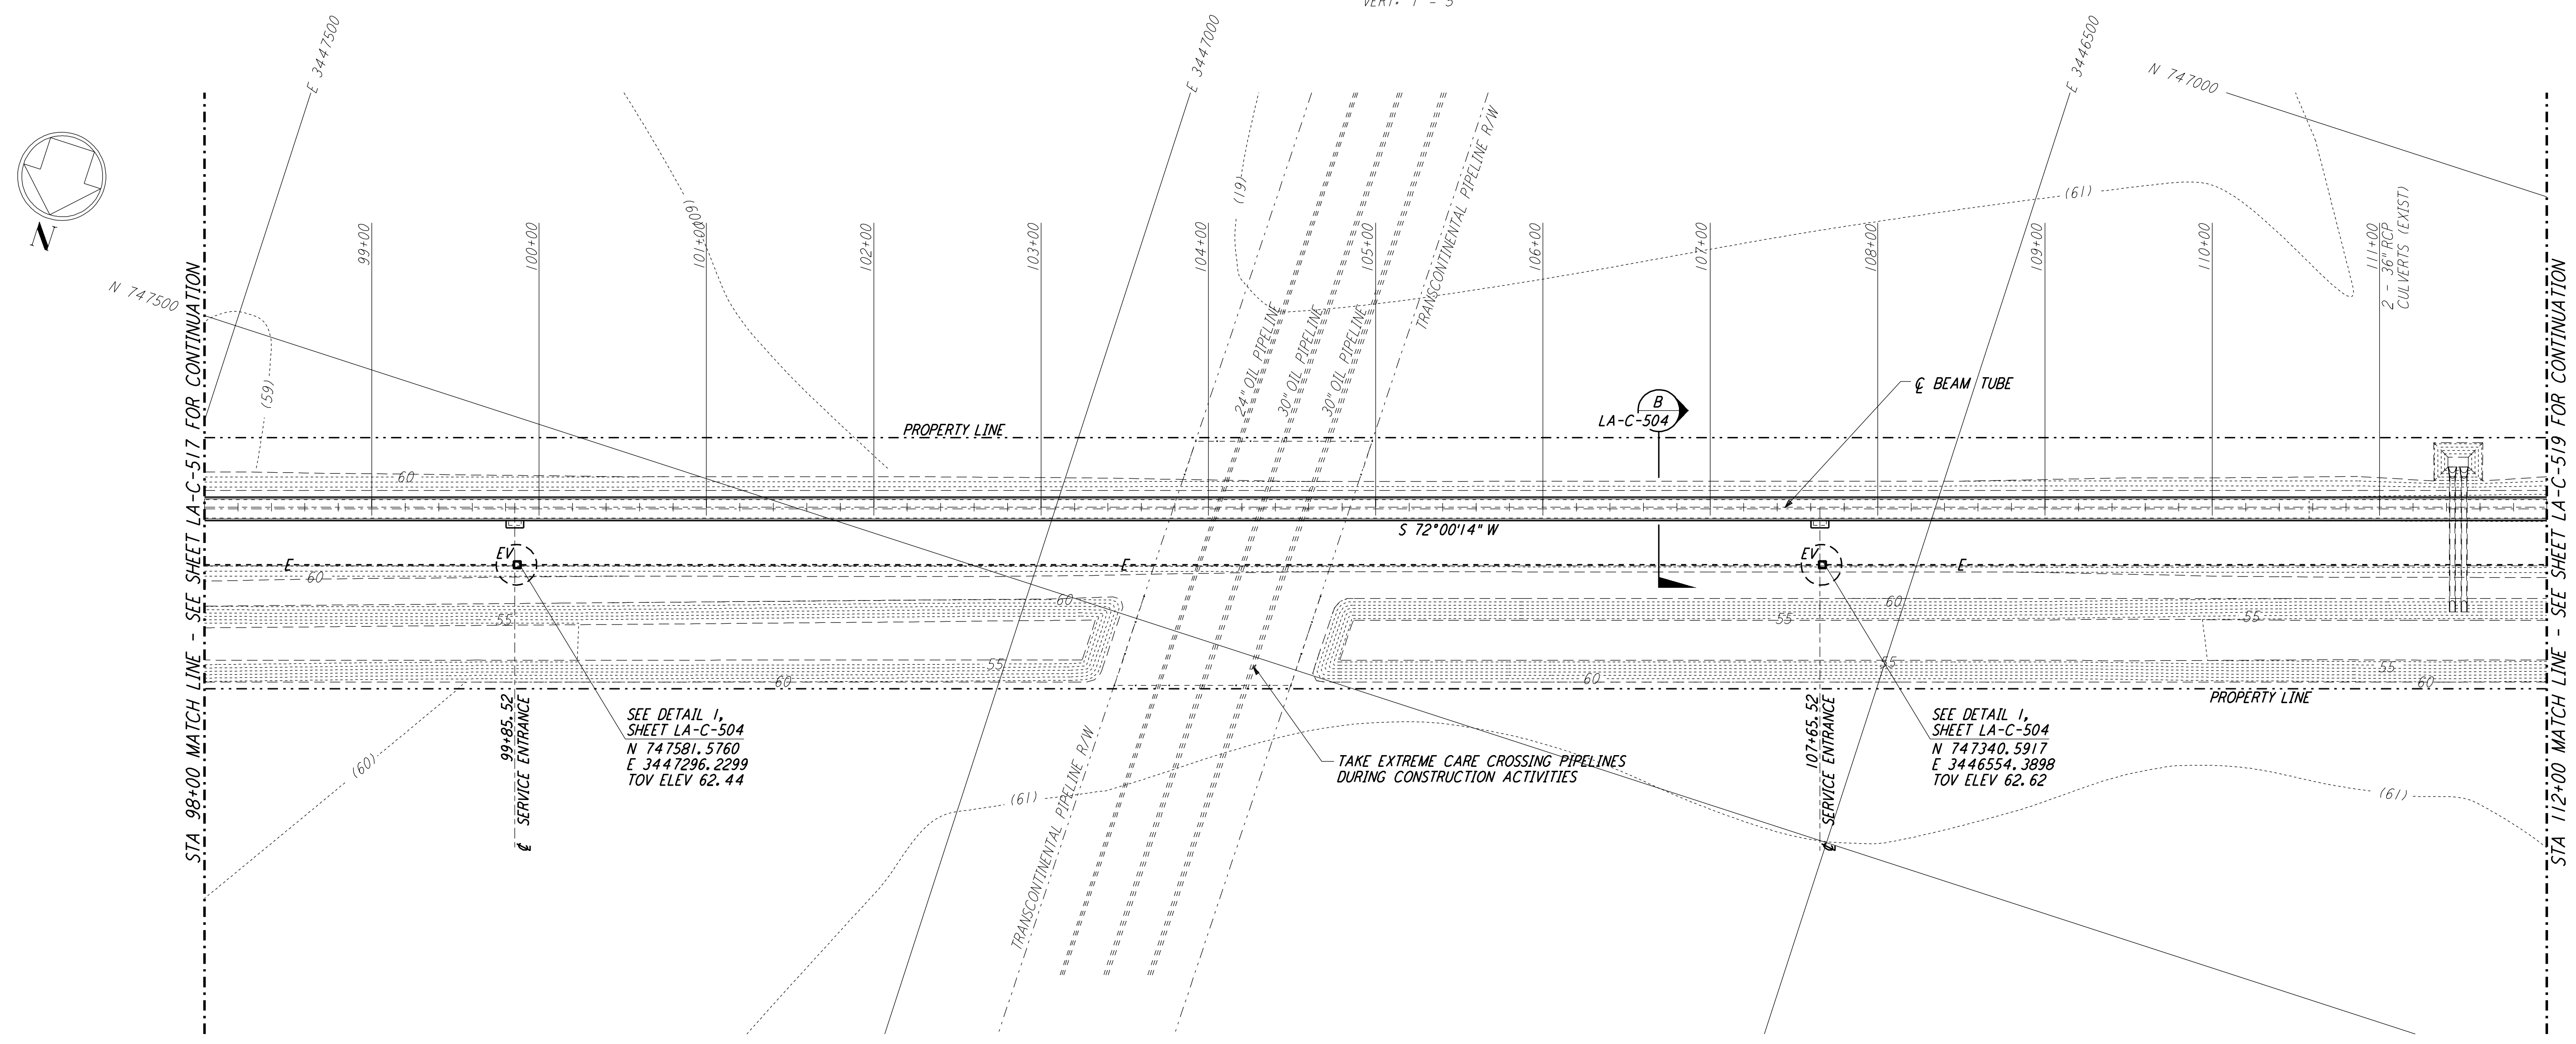 VERT. 1" = 5'
E 3447500
E 3447000
E 3446500
N 747000
N
N 747500
99+00
100+00
101+00
102+00
103+00
104+00
105+00
106+00
107+00
108+00
109+00
110+00
111+00
2 - 36" RCP
CULVERTS (EXIST)
(60)
(61)
(61)
(59)
STA 98+00 MATCH LINE - SEE SHEET LA-C-517 FOR CONTINUATION
STA 112+00 MATCH LINE - SEE SHEET LA-C-519 FOR CONTINUATION
TRANSCONTINENTAL PIPELINE R/W
24" OIL PIPELINE
30" OIL PIPELINE
30" OIL PIPELINE
B
LA-C-504
℄ BEAM TUBE
PROPERTY LINE
60
S 72°00'14" W
E
EV
E
EV
E
60
60
60
55
55
55
55
55
55
60
60
60
PROPERTY LINE
99+85.52
℄ SERVICE ENTRANCE
SEE DETAIL 1,
SHEET LA-C-504
N 747581.5760
E 3447296.2299
TOV ELEV 62.44
107+65.52
℄ SERVICE ENTRANCE
SEE DETAIL 1,
SHEET LA-C-504
N 747340.5917
E 3446554.3898
TOV ELEV 62.62
TAKE EXTREME CARE CROSSING PIPELINES
DURING CONSTRUCTION ACTIVITIES
TRANSCONTINENTAL PIPELINE R/W
(60)
(61)
(61)